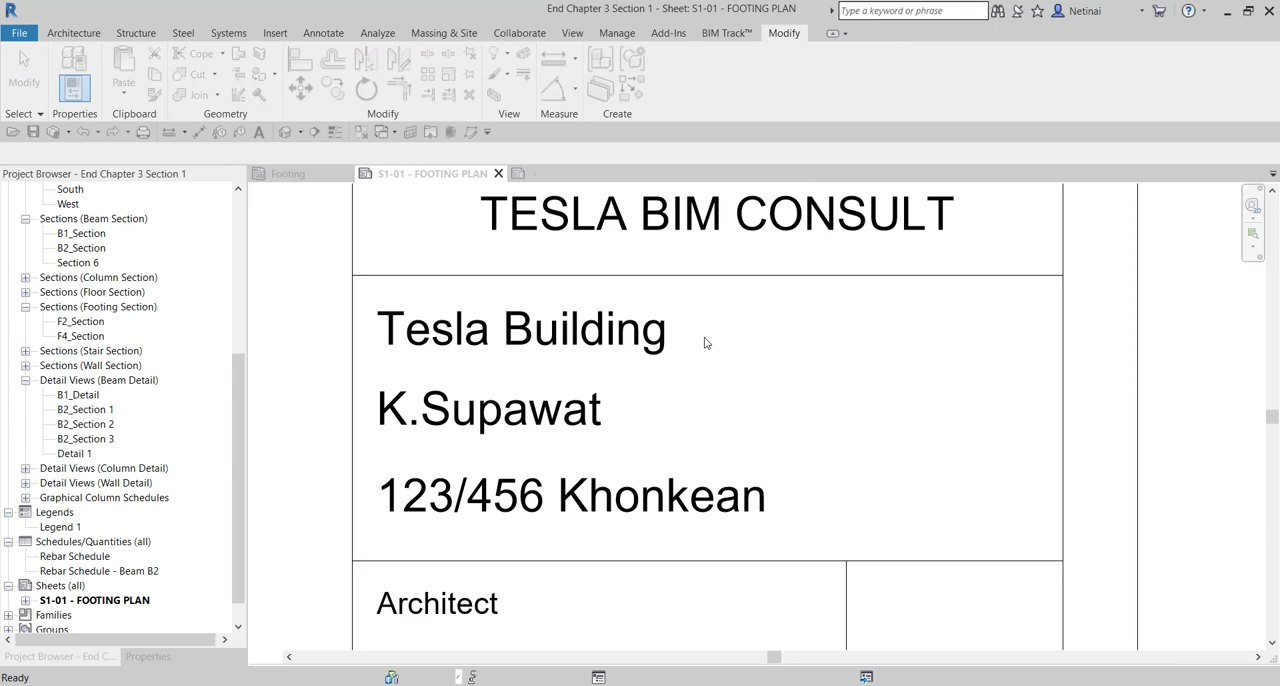 End Chapter 3 Section 1 - Sheet: S1-01 - FOOTING PLAN
Type a keyword or phrase
Netinai
File Architecture Structure Steel Systems Insert Annotate Analyze Massing & Site Collaborate View Manage Add-Ins BIM Track™ Modify
Modify
Paste
Cope
Cut
Join
Select Properties Clipboard Geometry Modify View Measure Create
Project Browser - End Chapter 3 Section 1
Footing
S1-01 - FOOTING PLAN
-
South
West
Sections (Beam Section)
B1_Section
B2_Section
Section 6
Sections (Column Section)
Sections (Floor Section)
Sections (Footing Section)
F2_Section
F4_Section
Sections (Stair Section)
Sections (Wall Section)
Detail Views (Beam Detail)
B1_Detail
B2_Section 1
B2_Section 2
B2_Section 3
Detail 1
Detail Views (Column Detail)
Detail Views (Wall Detail)
Graphical Column Schedules
Legends
Legend 1
Schedules/Quantities (all)
Rebar Schedule
Rebar Schedule - Beam B2
Sheets (all)
S1-01 - FOOTING PLAN
Families
Groups
Project Browser - End C...
Properties
TESLA BIM CONSULT
Tesla Building
K.Supawat
123/456 Khonkean
Architect
Ready